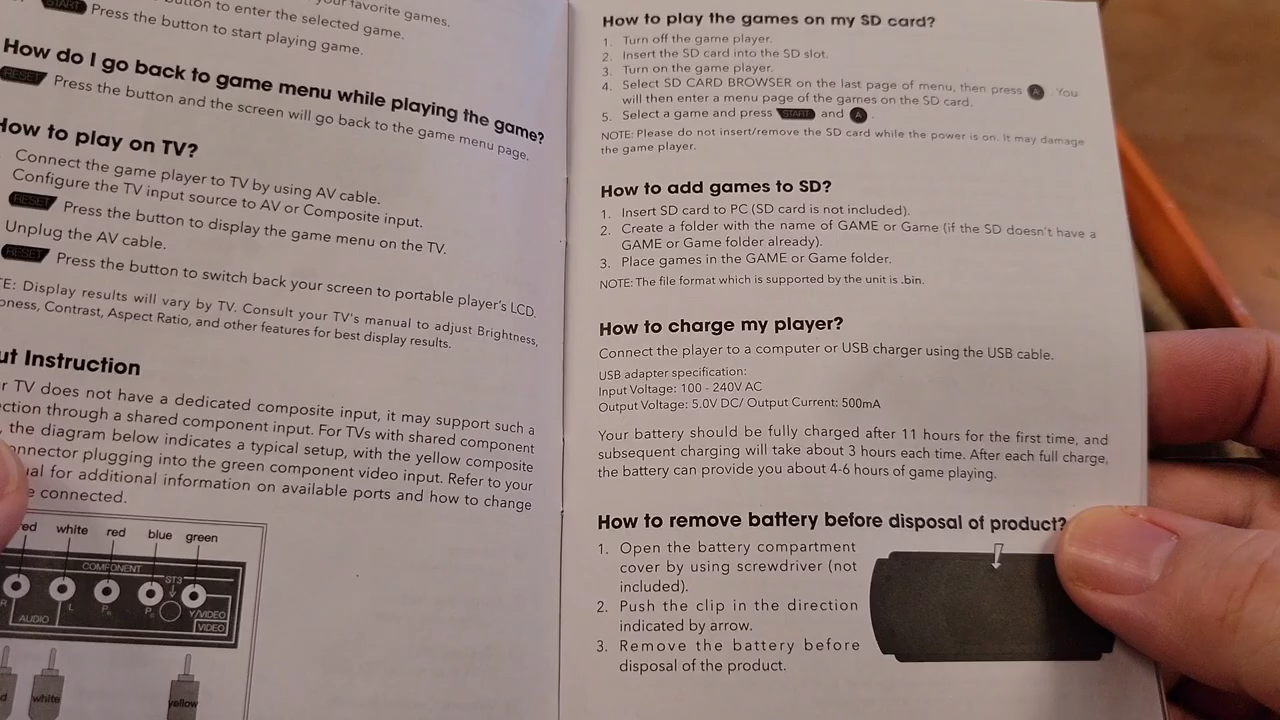 your favorite games.
button to enter the selected game.
START Press the button to start playing game.
How do I go back to game menu while playing the game?
RESET Press the button and the screen will go back to the game menu page.
How to play on TV?
Connect the game player to TV by using AV cable.
Configure the TV input source to AV or Composite input.
RESET Press the button to display the game menu on the TV.
Unplug the AV cable.
RESET Press the button to switch back your screen to portable player's LCD.
TE: Display results will vary by TV. Consult your TV's manual to adjust Brightness,
Contrast, Aspect Ratio, and other features for best display results.
Instruction
TV does not have a dedicated composite input, it may support such a
through a shared component input. For TVs with shared component
, the diagram below indicates a typical setup, with the yellow composite
plugging into the green component video input. Refer to your
for additional information on available ports and how to change
connected.
white red blue green
COMPONENT
ST3
R L PR PB Y/VIDEO
AUDIO VIDEO
white yellow
How to play the games on my SD card?
1. Turn off the game player.
2. Insert the SD card into the SD slot.
3. Turn on the game player.
4. Select SD CARD BROWSER on the last page of menu, then press A . You
will then enter a menu page of the games on the SD card.
5. Select a game and press START and A .
NOTE: Please do not insert/remove the SD card while the power is on. It may damage
the game player.
How to add games to SD?
1. Insert SD card to PC (SD card is not included).
2. Create a folder with the name of GAME or Game (if the SD doesn't have a
GAME or Game folder already).
3. Place games in the GAME or Game folder.
NOTE: The file format which is supported by the unit is .bin.
How to charge my player?
Connect the player to a computer or USB charger using the USB cable.
USB adapter specification:
Input Voltage: 100 - 240V AC
Output Voltage: 5.0V DC/ Output Current: 500mA
Your battery should be fully charged after 11 hours for the first time, and
subsequent charging will take about 3 hours each time. After each full charge,
the battery can provide you about 4-6 hours of game playing.
How to remove battery before disposal of product?
1. Open the battery compartment
cover by using screwdriver (not
included).
2. Push the clip in the direction
indicated by arrow.
3. Remove the battery before
disposal of the product.